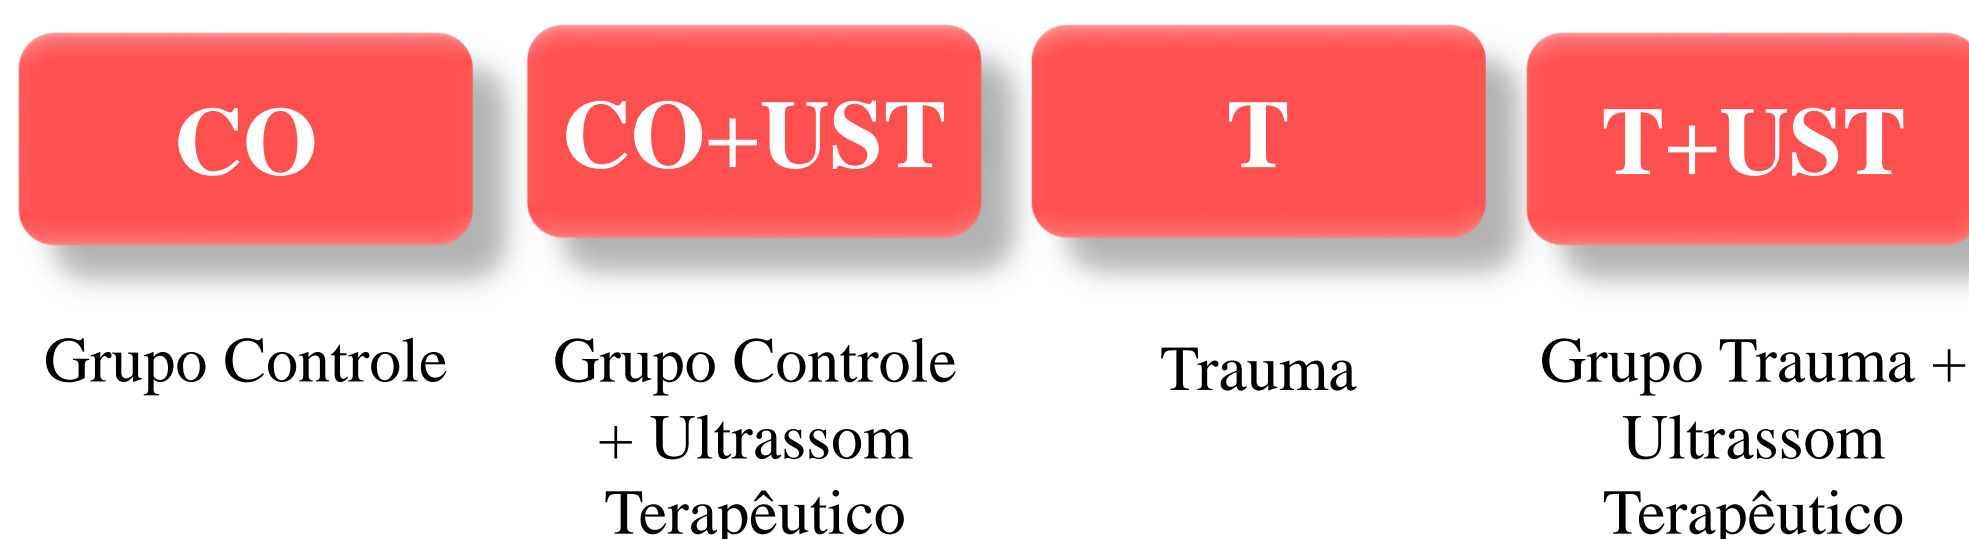 CO
CO+UST
T
T+UST
Grupo Controle
Grupo Controle
+ Ultrassom
Terapêutico
Trauma
Grupo Trauma +
Ultrassom
Terapêutico